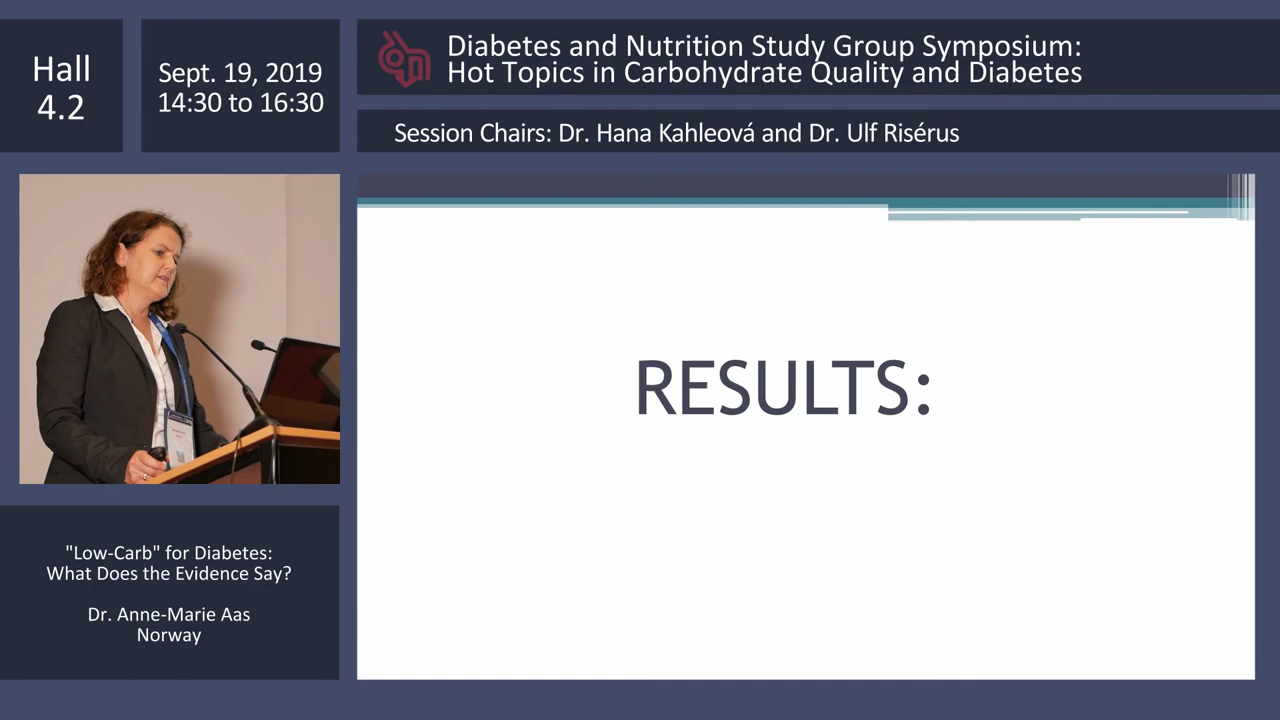 Hall
4.2
Sept. 19, 2019
14:30 to 16:30
Diabetes and Nutrition Study Group Symposium:
Hot Topics in Carbohydrate Quality and Diabetes
Session Chairs: Dr. Hana Kahleová and Dr. Ulf Risérus
RESULTS:
"Low-Carb" for Diabetes:
What Does the Evidence Say?
Dr. Anne-Marie Aas
Norway